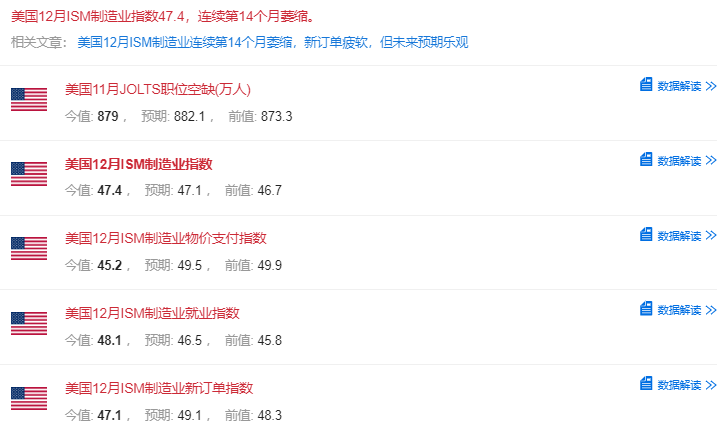 美国12月ISM制造业指数47.4，连续第14个月萎缩。
相关文章： 美国12月ISM制造业连续第14个月萎缩，新订单疲软，但未来预期乐观
美国11月JOLTS职位空缺(万人) 数据解读
今值: 879 ， 预期: 882.1 ， 前值: 873.3
美国12月ISM制造业指数 数据解读
今值: 47.4 ， 预期: 47.1 ， 前值: 46.7
美国12月ISM制造业物价支付指数 数据解读
今值: 45.2 ， 预期: 49.5 ， 前值: 49.9
美国12月ISM制造业就业指数 数据解读
今值: 48.1 ， 预期: 46.5 ， 前值: 45.8
美国12月ISM制造业新订单指数 数据解读
今值: 47.1 ， 预期: 49.1 ， 前值: 48.3